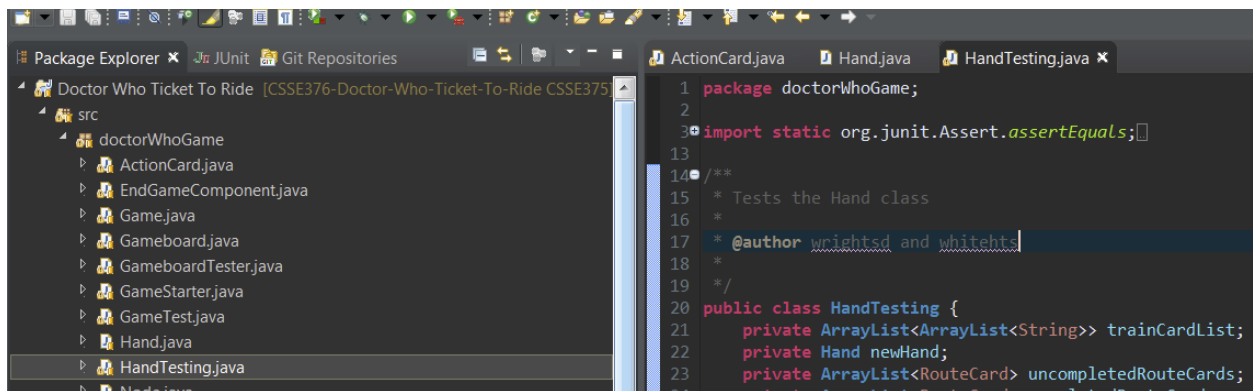 Package Explorer JUnit Git Repositories
Doctor Who Ticket To Ride [CSSE376-Doctor-Who-Ticket-To-Ride CSSE375]
src
doctorWhoGame
ActionCard.java
EndGameComponent.java
Game.java
Gameboard.java
GameboardTester.java
GameStarter.java
GameTest.java
Hand.java
HandTesting.java
ActionCard.java Hand.java HandTesting.java
1 package doctorWhoGame;
2
3 import static org.junit.Assert.assertEquals;
13
14 /**
15 * Tests the Hand class
16 *
17 * @author wrightsd and whitehts
18 *
19 */
20 public class HandTesting {
21 private ArrayList<ArrayList<String>> trainCardList;
22 private Hand newHand;
23 private ArrayList<RouteCard> uncompletedRouteCards;